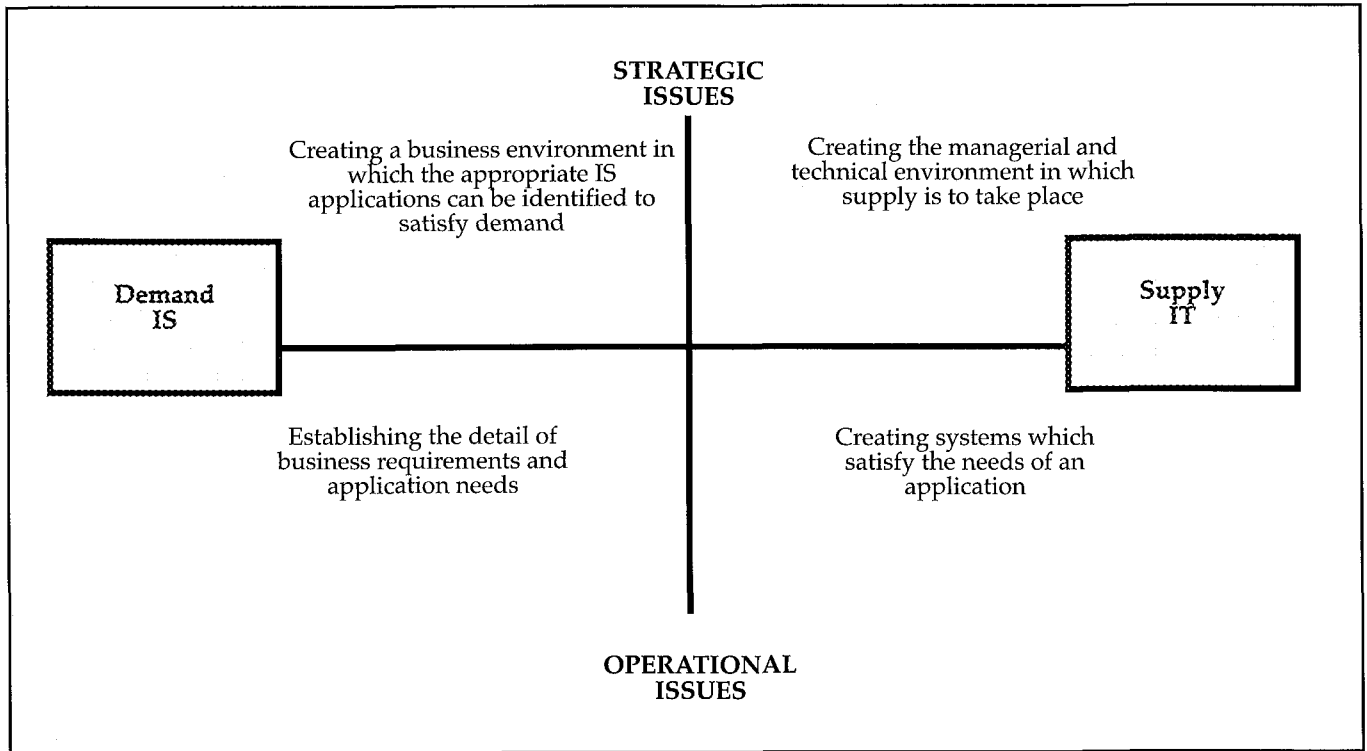 STRATEGIC
ISSUES
Creating a business environment in
which the appropriate IS
applications can be identified to
satisfy demand
Creating the managerial and
technical environment in which
supply is to take place
Demand
IS
Supply
IT
Establishing the detail of
business requirements and
application needs
Creating systems which
satisfy the needs of an
application
OPERATIONAL
ISSUES